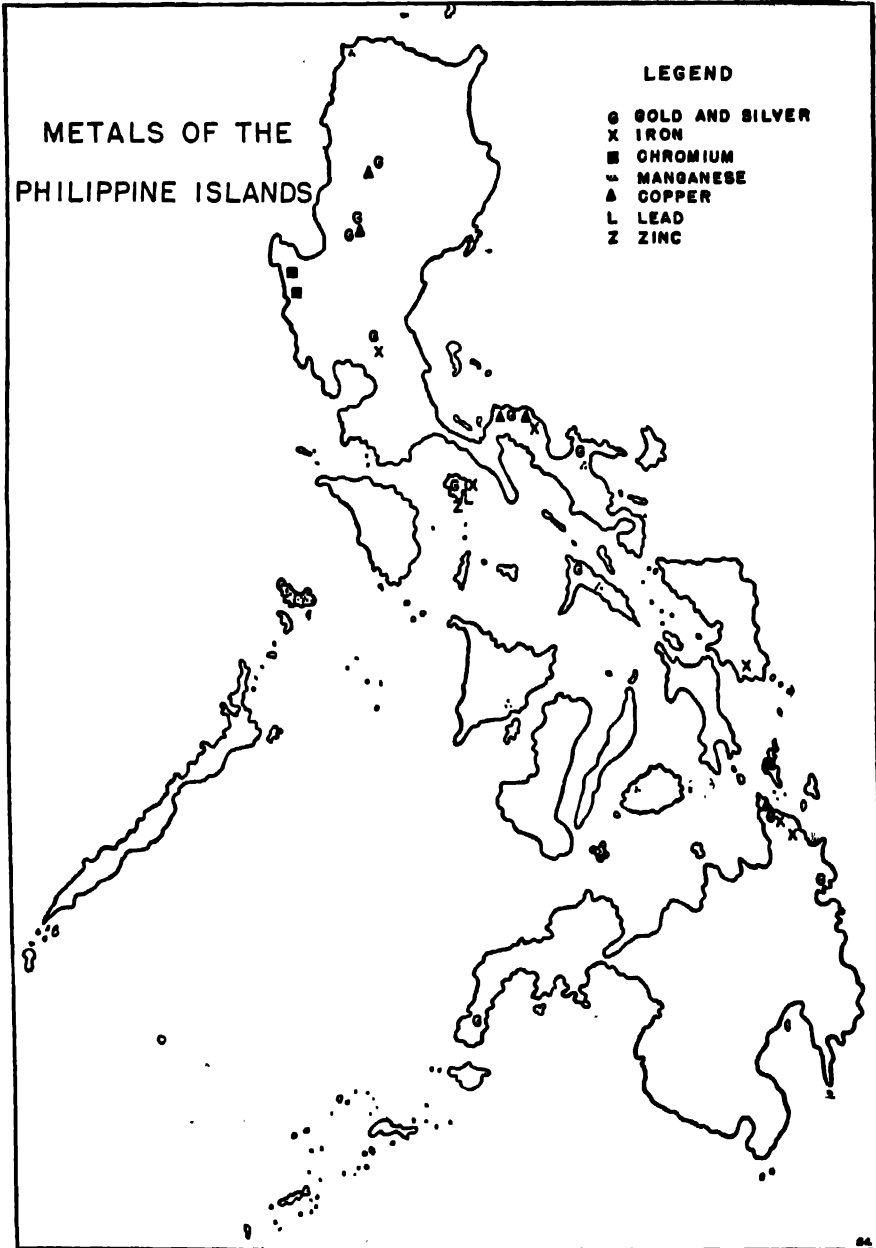 METALS OF THE
PHILIPPINE ISLANDS
LEGEND
G GOLD AND SILVER
X IRON
■ CHROMIUM
MANGANESE
▲ COPPER
L LEAD
Z ZINC
G
G
G
G
X
G
X
G
G X
Z L
G
X
G
X
X
G
G